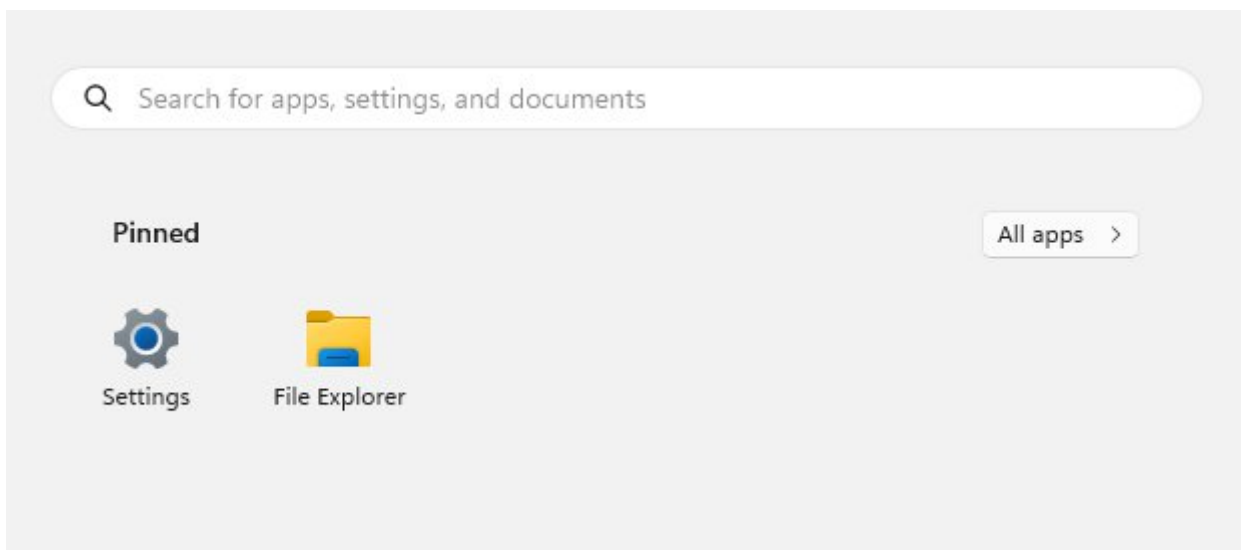 Search for apps, settings, and documents
Pinned
All apps
Settings
File Explorer